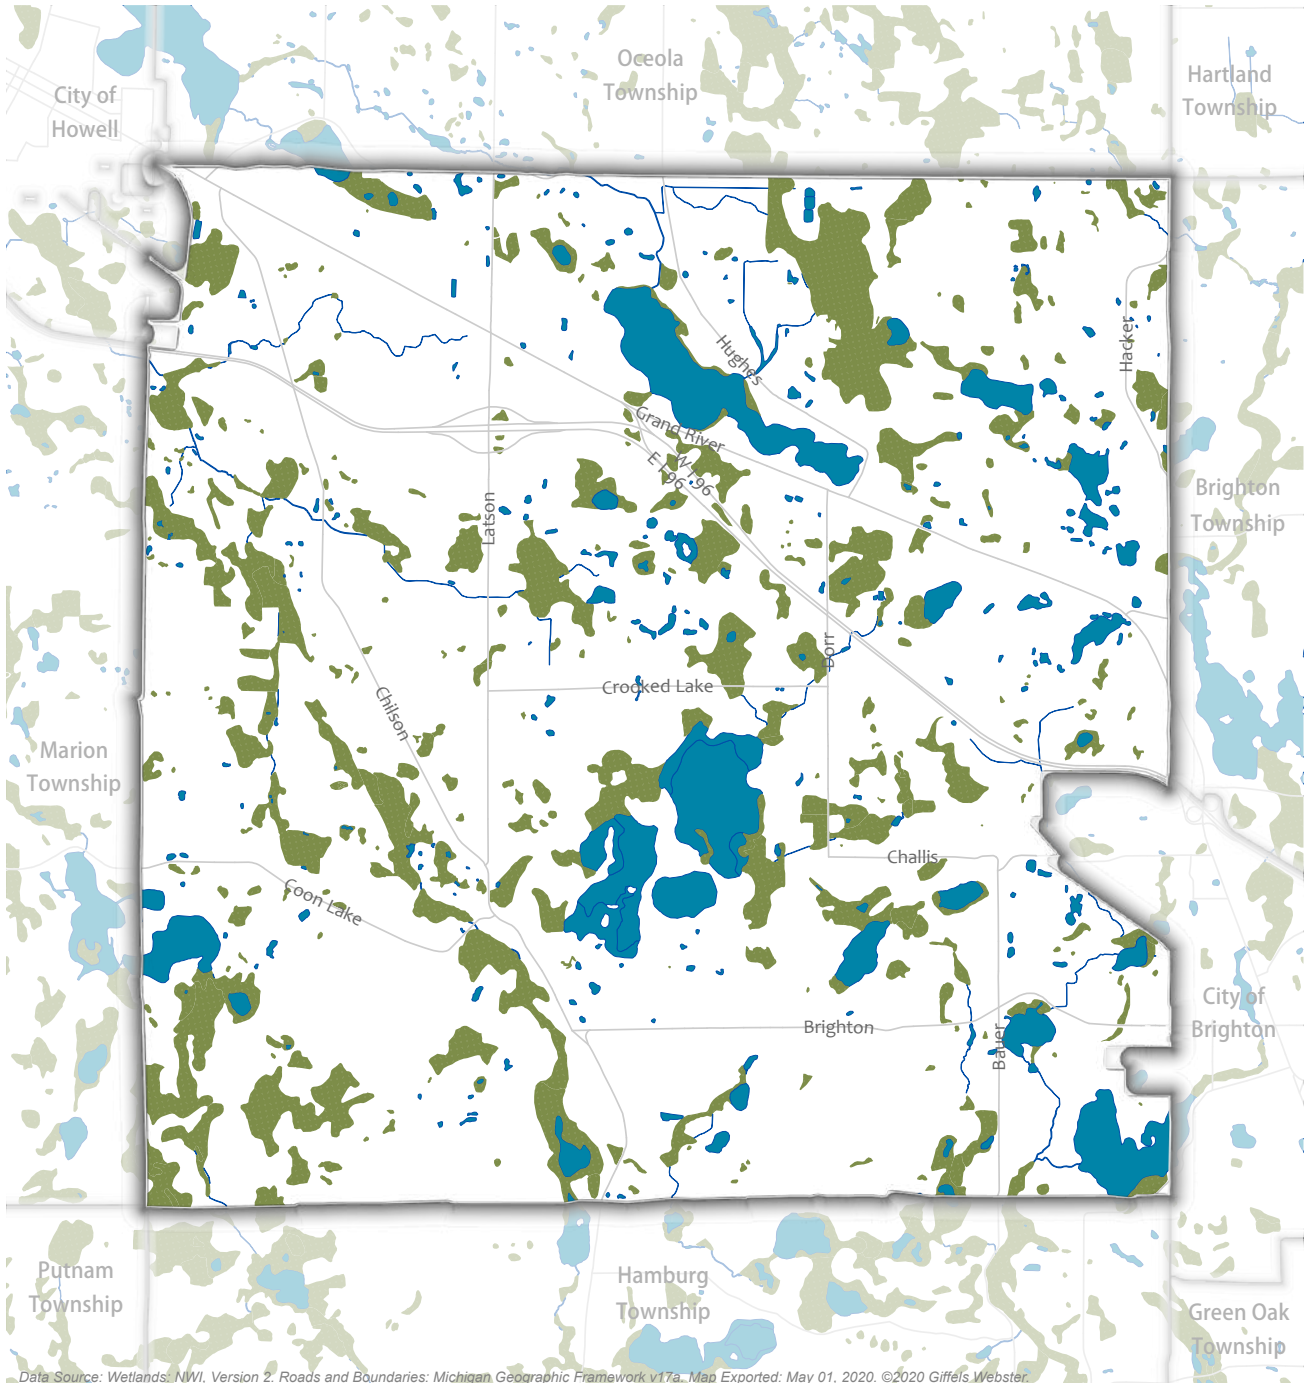 Oceola
Township
Hartland
Township
City of
Howell
Hacker
Hughes
Grand River
W I 96
E I 96
Latson
Brighton
Township
Dorr
Crooked Lake
Chilson
Marion
Township
Challis
Coon Lake
City of
Brighton
Brighton
Bauer
Putnam
Township
Hamburg
Township
Green Oak
Township
Data Source: Wetlands: NWI, Version 2. Roads and Boundaries: Michigan Geographic Framework v17a. Map Exported: May 01, 2020. ©2020 Giffels Webster.